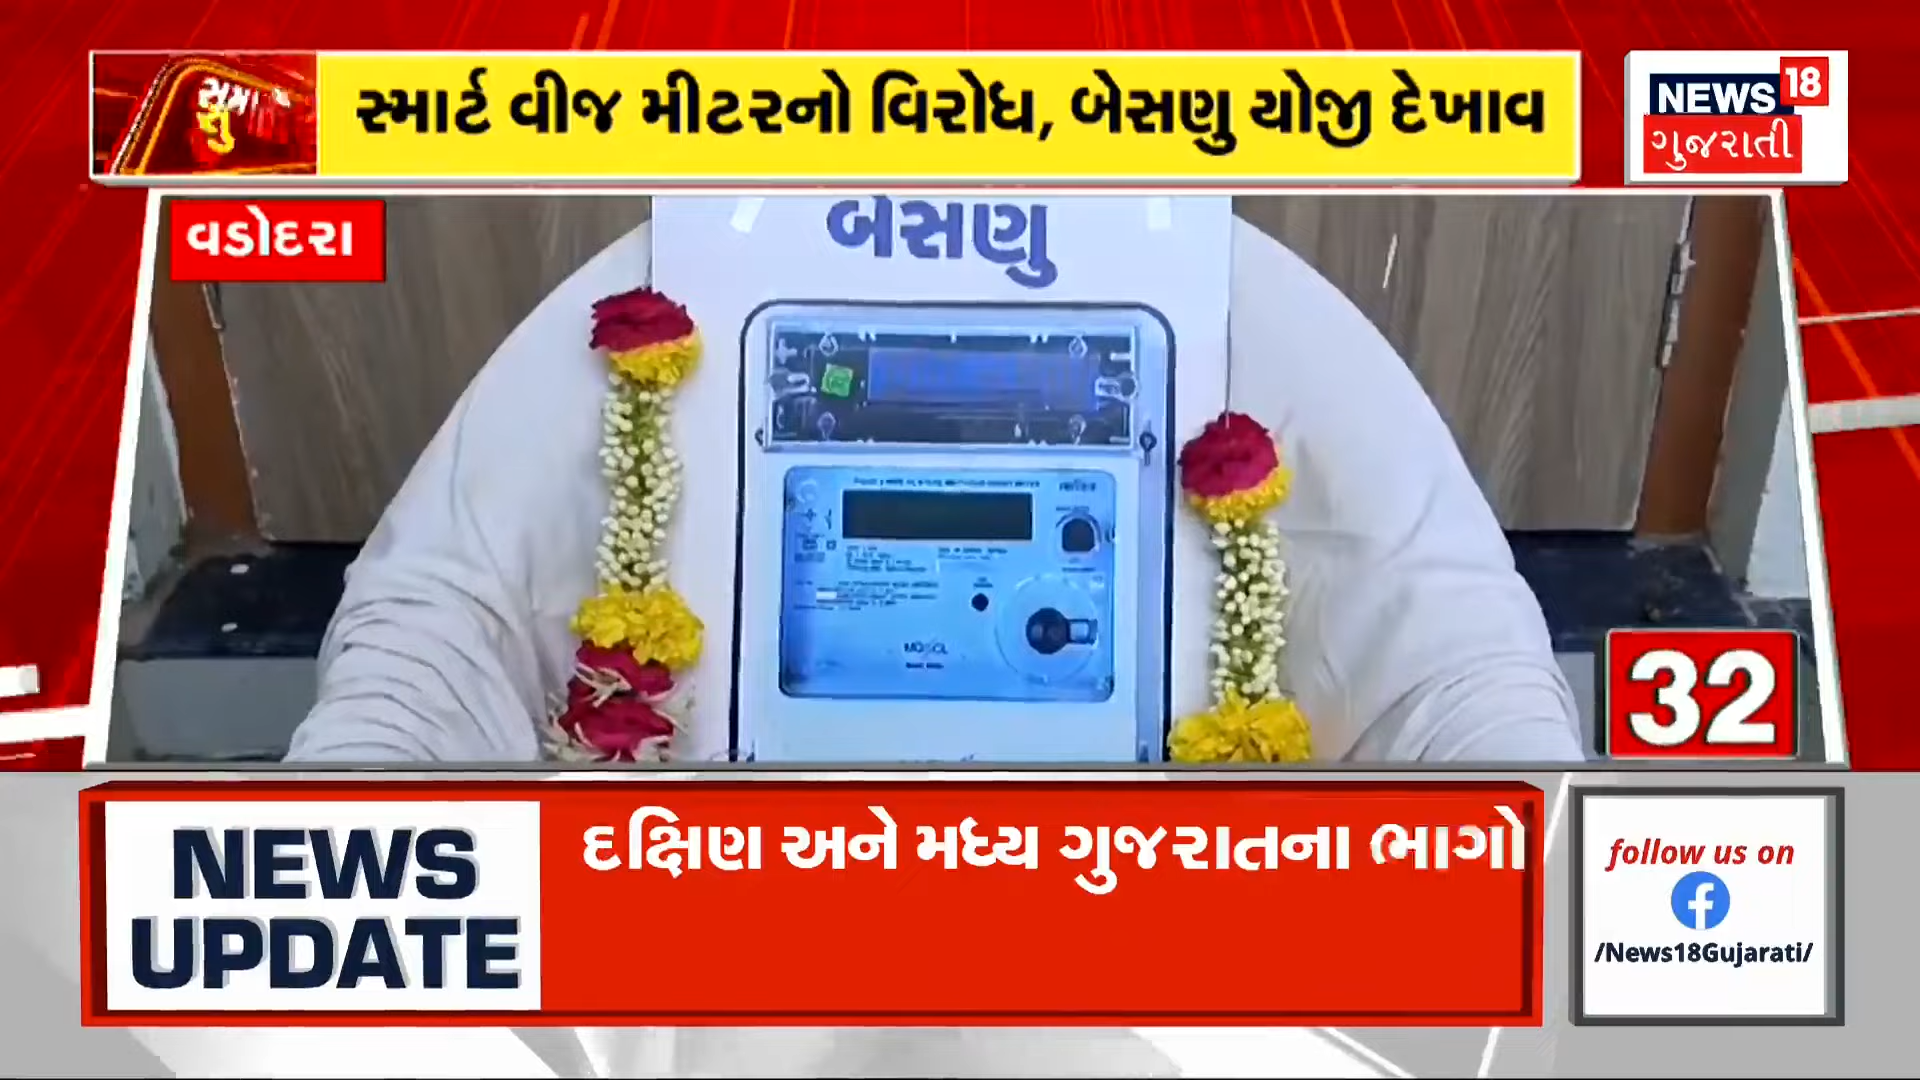 સ્માર્ટ વીજ મીટરનો વિરોધ, બેસણુ યોજી દેખાવ
NEWS 18
ગુજરાતી
વડોદરા
બેસણુ
32
NEWS
UPDATE
દક્ષિણ અને મધ્ય ગુજરાતના ભાગો
follow us on
/News18Gujarati/